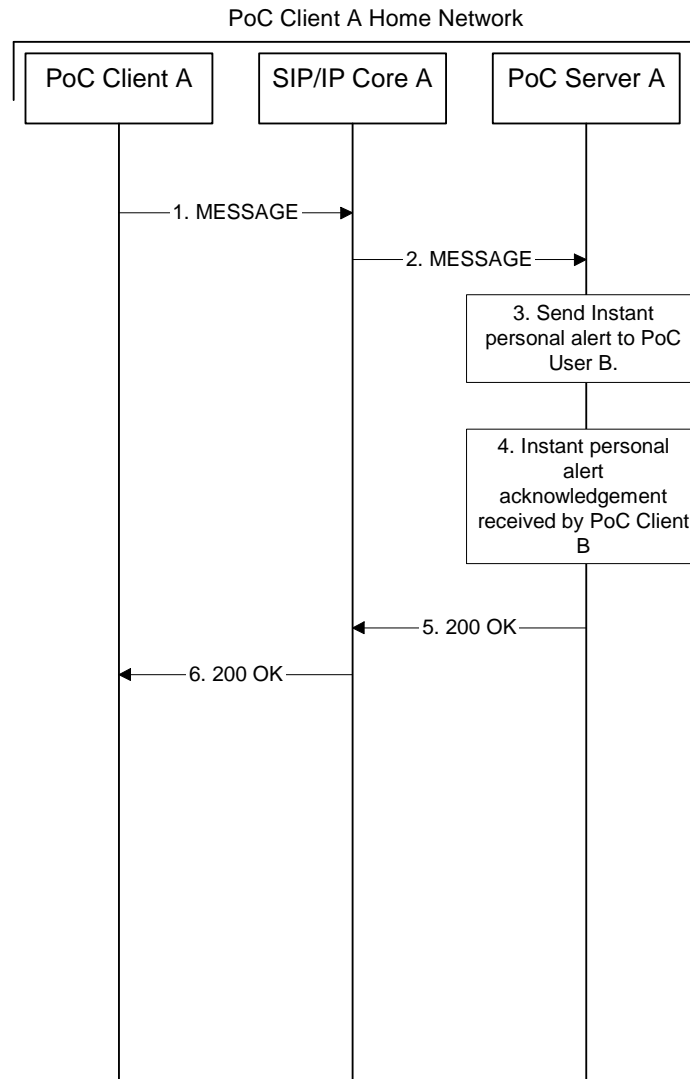 PoC Client A Home Network
PoC Client A
SIP/IP Core A
PoC Server A
1. MESSAGE
2. MESSAGE
3. Send Instant
personal alert to PoC
User B.
4. Instant personal
alert
acknowledgement
received by PoC Client
B
5. 200 OK
6. 200 OK